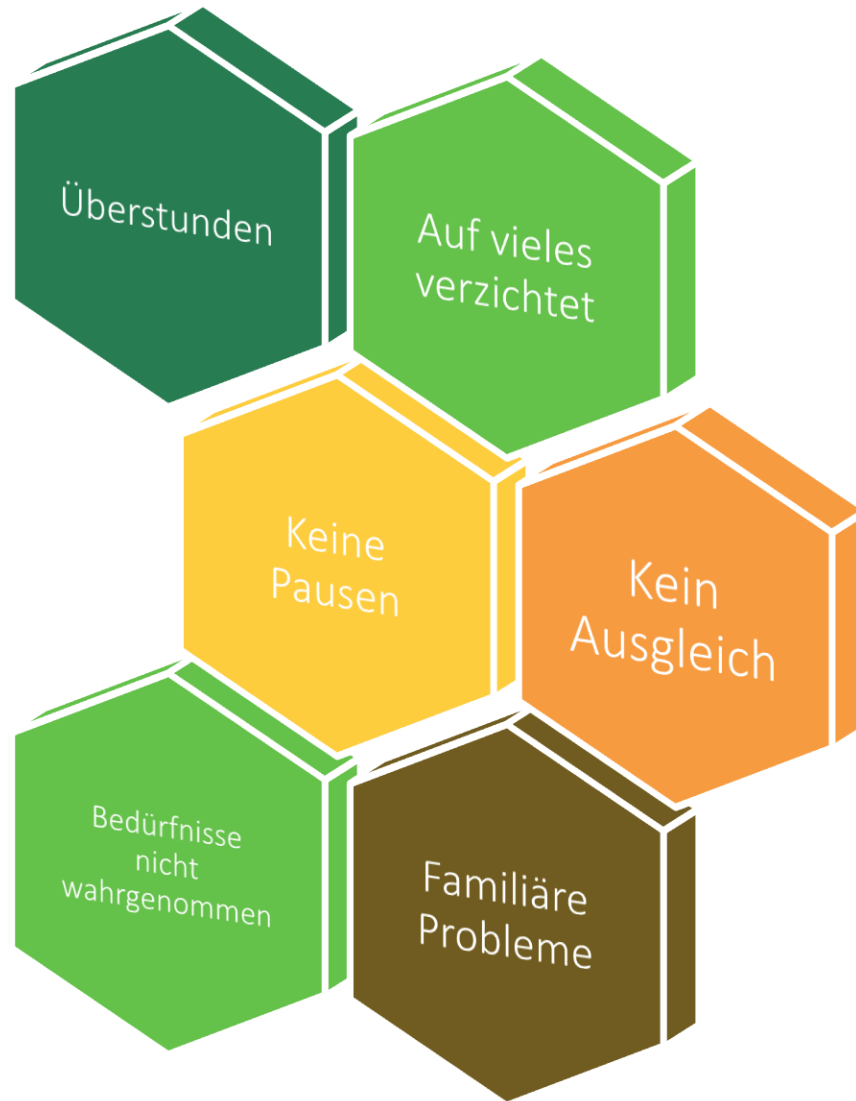 Überstunden
Auf vieles
verzichtet
Keine
Pausen
Kein
Ausgleich
Bedürfnisse
nicht
wahrgenommen
Familiäre
Probleme